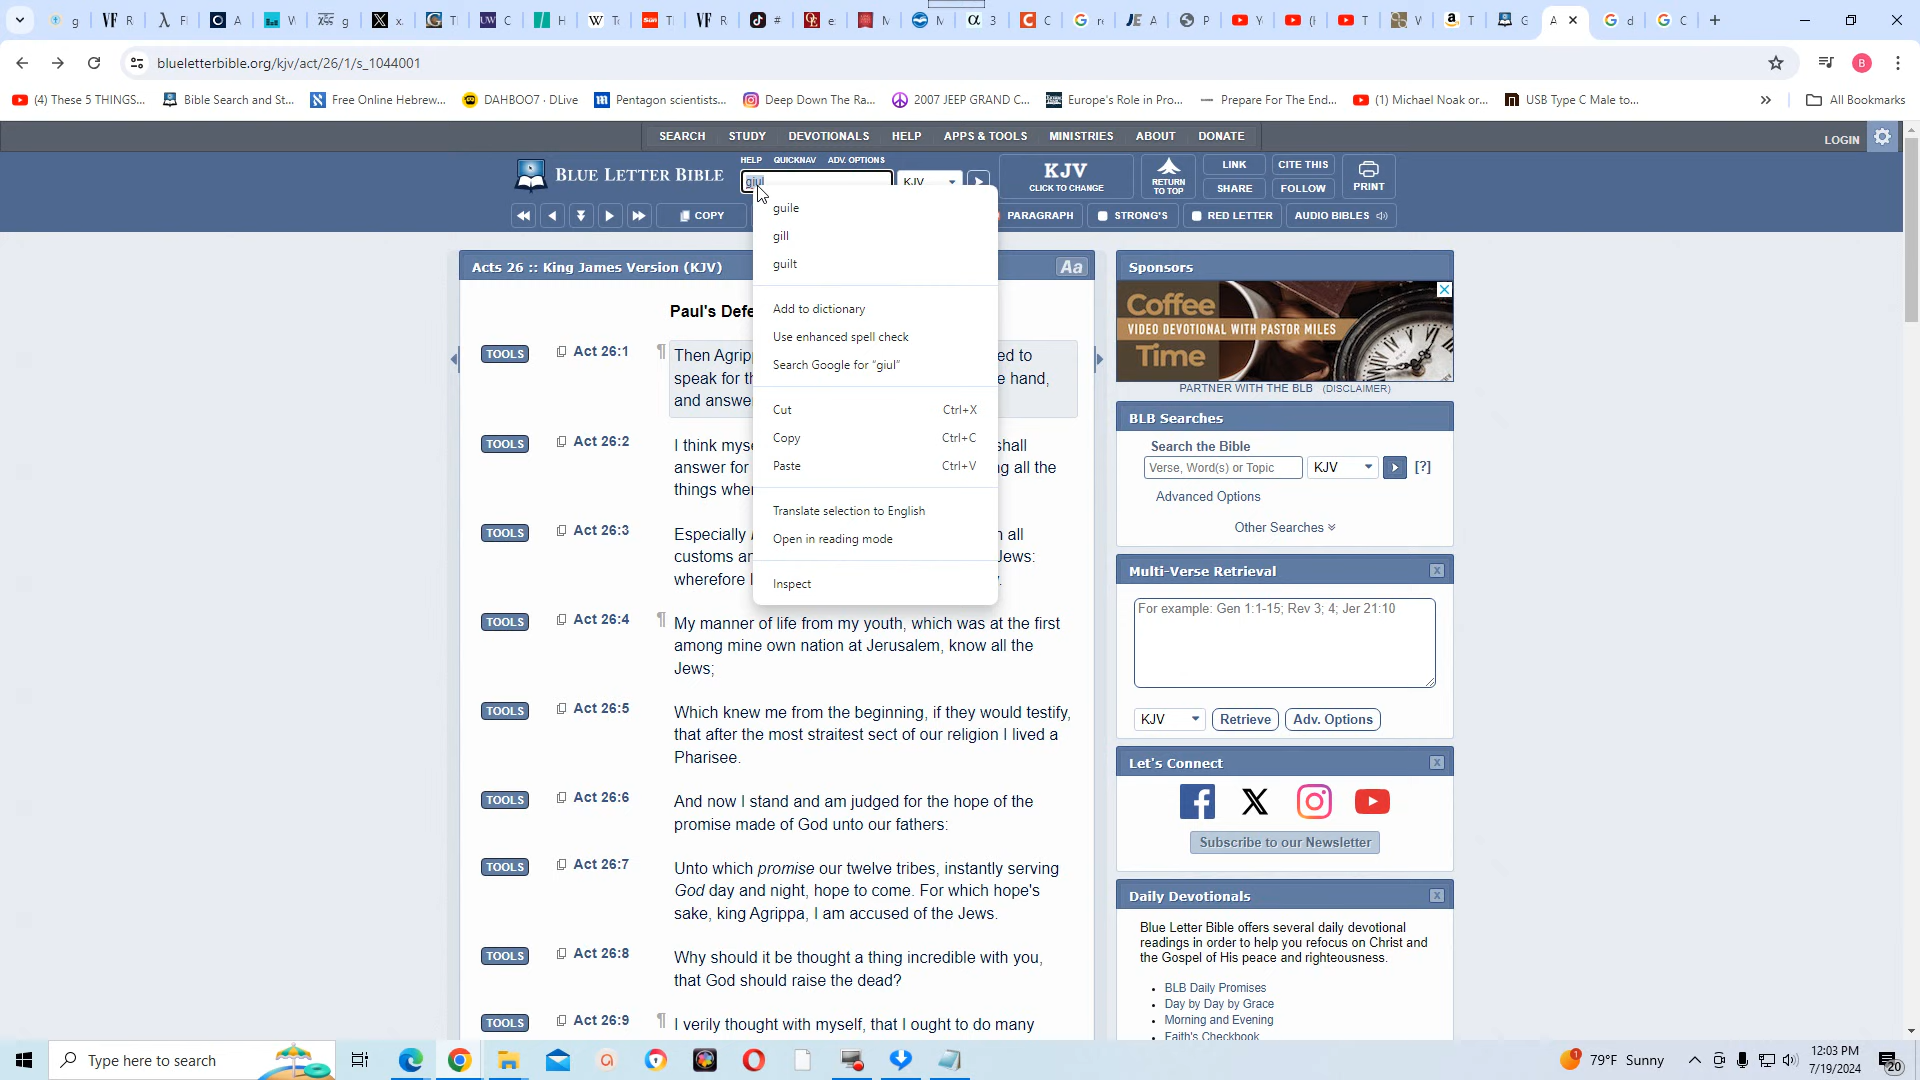 blueletterbible.org/kjv/act/26/1/s_1044001
(4) These 5 THINGS...
Bible Search and St...
Free Online Hebrew...
DAHBOO7 · DLive
Pentagon scientists...
Deep Down The Ra...
2007 JEEP GRAND C...
Europe's Role in Pro...
Prepare For The End...
(1) Michael Noak or...
USB Type C Male to...
All Bookmarks
SEARCH STUDY DEVOTIONALS HELP APPS & TOOLS MINISTRIES ABOUT DONATE
LOGIN
HELP QUICKNAV ADV. OPTIONS
BLUE LETTER BIBLE
giul
KJV
KJV
CLICK TO CHANGE
RETURN
TO TOP
LINK
CITE THIS
SHARE
FOLLOW
PRINT
COPY
PARAGRAPH
STRONG'S
RED LETTER
AUDIO BIBLES
guile
gill
guilt
Add to dictionary
Use enhanced spell check
Search Google for "giul"
Cut Ctrl+X
Copy Ctrl+C
Paste Ctrl+V
Translate selection to English
Open in reading mode
Inspect
Acts 26 :: King James Version (KJV)
Aa
Paul's Defe
TOOLS Act 26:1 ¶ Then Agrip ed to
speak for th e hand,
and answe
TOOLS Act 26:2 I think myse shall
answer for ng all the
things wher
TOOLS Act 26:3 Especially all
customs an Jews:
wherefore I
TOOLS Act 26:4 ¶ My manner of life from my youth, which was at the first
among mine own nation at Jerusalem, know all the
Jews;
TOOLS Act 26:5 Which knew me from the beginning, if they would testify,
that after the most straitest sect of our religion I lived a
Pharisee.
TOOLS Act 26:6 And now I stand and am judged for the hope of the
promise made of God unto our fathers:
TOOLS Act 26:7 Unto which promise our twelve tribes, instantly serving
God day and night, hope to come. For which hope's
sake, king Agrippa, I am accused of the Jews.
TOOLS Act 26:8 Why should it be thought a thing incredible with you,
that God should raise the dead?
TOOLS Act 26:9 ¶ I verily thought with myself, that I ought to do many
Sponsors
Coffee
VIDEO DEVOTIONAL WITH PASTOR MILES
Time
PARTNER WITH THE BLB (DISCLAIMER)
BLB Searches
Search the Bible
Verse, Word(s) or Topic KJV [?]
Advanced Options
Other Searches
Multi-Verse Retrieval
For example: Gen 1:1-15; Rev 3; 4; Jer 21:10
KJV Retrieve Adv. Options
Let's Connect
Subscribe to our Newsletter
Daily Devotionals
Blue Letter Bible offers several daily devotional
readings in order to help you refocus on Christ and
the Gospel of His peace and righteousness.
BLB Daily Promises
Day by Day by Grace
Morning and Evening
Faith's Checkbook
Type here to search
79°F Sunny
12:03 PM
7/19/2024
20